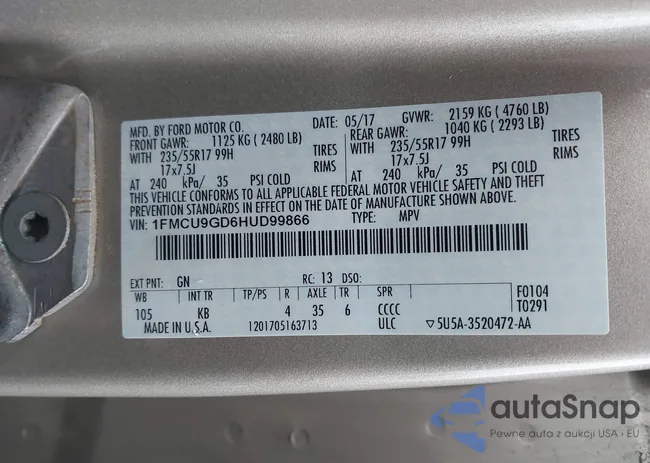 MFD. BY FORD MOTOR CO. DATE: 05/17 GVWR: 2159 KG (4760 LB)
FRONT GAWR: 1125 KG (2480 LB) REAR GAWR: 1040 KG (2293 LB)
WITH 235/55R17 99H TIRES WITH 235/55R17 99H TIRES
17x7.5J RIMS 17x7.5J RIMS
AT 240 kPa/ 35 PSI COLD AT 240 kPa/ 35 PSI COLD
THIS VEHICLE CONFORMS TO ALL APPLICABLE FEDERAL MOTOR VEHICLE SAFETY AND THEFT
PREVENTION STANDARDS IN EFFECT ON THE DATE OF MANUFACTURE SHOWN ABOVE.
VIN: 1FMCU9GD6HUD99866 TYPE: MPV
EXT PNT: GN RC: 13 DSO:
WB INT TR TP/PS R AXLE TR SPR F0104
105 KB 4 35 6 CCCC T0291
MADE IN U.S.A. 1201705163713 ULC ▽5U5A-3520472-AA
autaSnap
Pewne auta z aukcji USA - EU